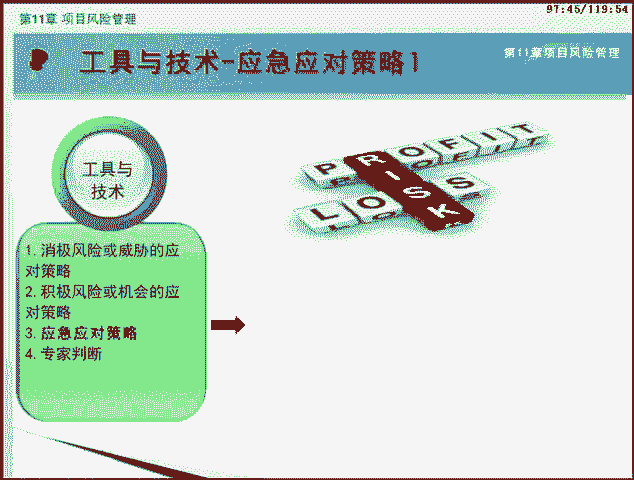 第11章 项目风险管理
97:45/119:54
工具与技术-应急应对策略1
第11章项目风险管理
工具与
技术
PROFIT
RISK
LOSS
1. 消极风险或威胁的应
对策略
2. 积极风险或机会的应
对策略
3. 应急应对策略
4. 专家判断